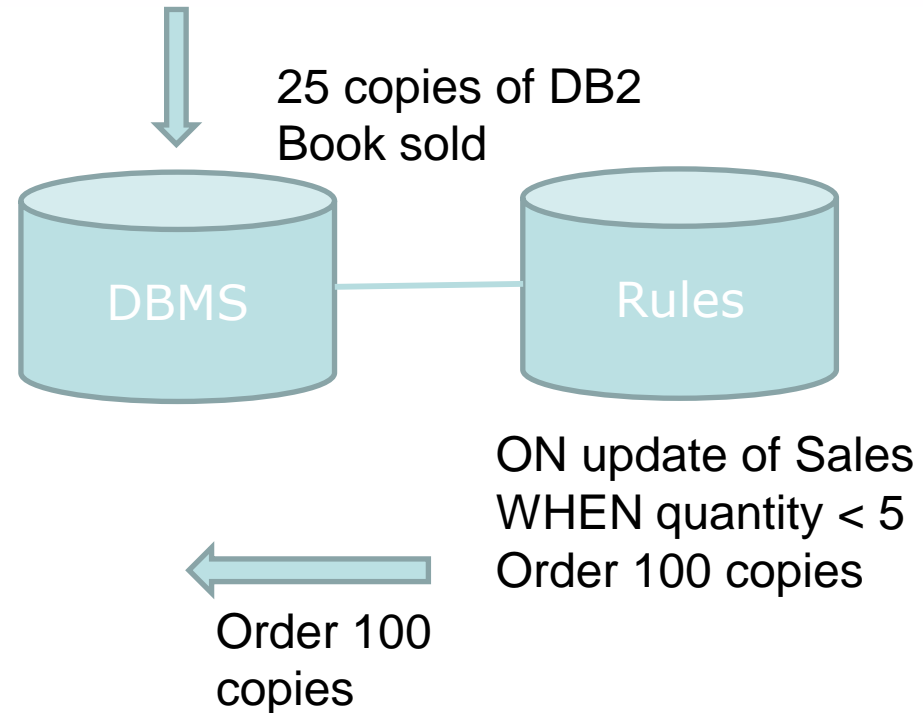 25 copies of DB2
Book sold
DBMS
Rules
ON update of Sales
WHEN quantity < 5
Order 100 copies
Order 100
copies